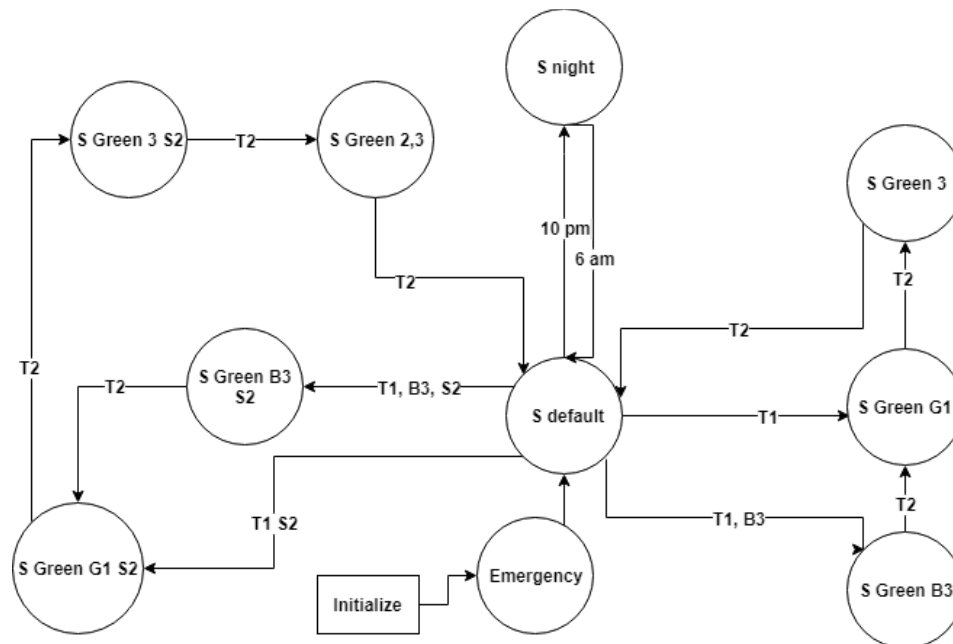 S night
S Green 3 S2
T2
S Green 2,3
S Green 3
10 pm
6 am
T2
T2
T2
T2
S Green B3
S2
T2
T1, B3, S2
S default
T1
S Green G1
T2
T1 S2
T1, B3
S Green G1 S2
Emergency
S Green B3
Initialize